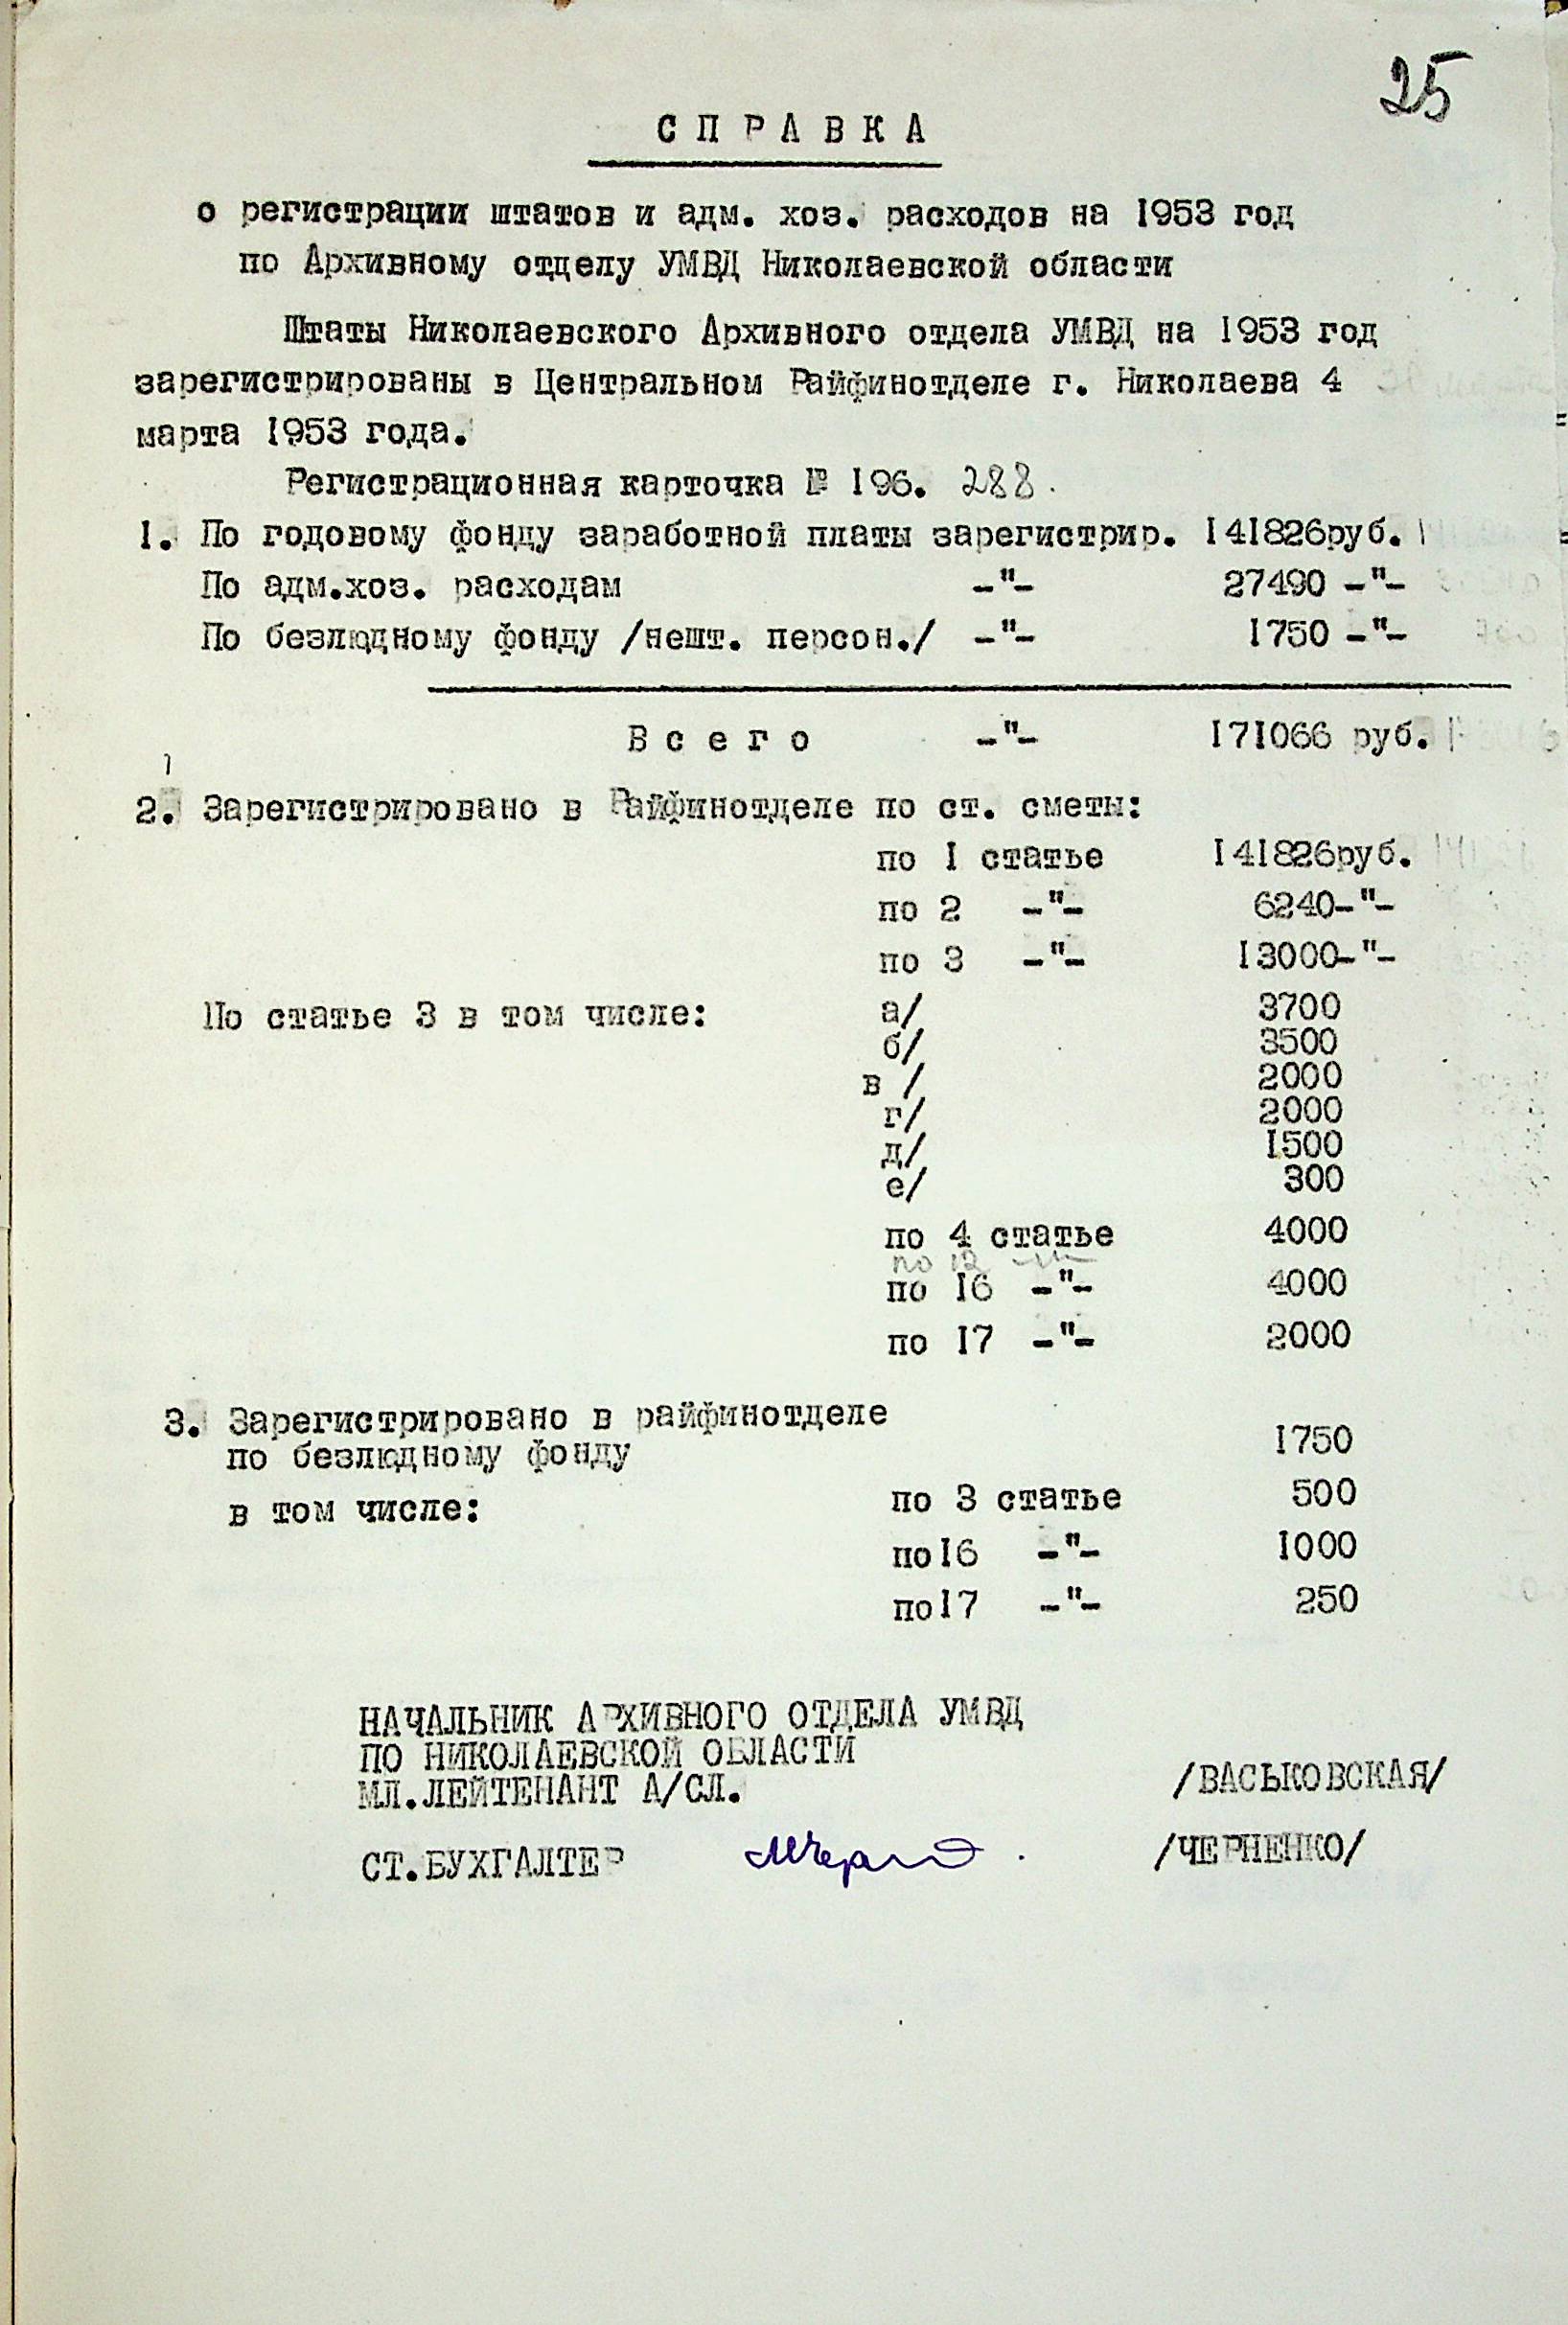 25
С П Р А В К А
о регистрации штатов и адм. хоз. расходов на 1953 год
по Архивному отделу УМВД Николаевской области
Штаты Николаевского Архивного отдела УМВД на 1953 год
зарегистрированы в Центральном Райфинотделе г. Николаева 4
марта 1953 года.
Регистрационная карточка № 196. 288.
1. По годовому фонду заработной платы зарегистрир. 141826руб.
По адм.хоз. расходам -"- 27490 -"-
По безлюдному фонду /нешт. персон./ -"- 1750 -"-
В с е г о -"- 171066 руб.
2. Зарегистрировано в Райфинотделе по ст. сметы:
по 1 статье 141826руб.
по 2 -"- 6240-"-
по 3 -"- 13000-"-
По статье 3 в том числе: а/ 3700
б/ 3500
в / 2000
г/ 2000
д/ 1500
е/ 300
по 4 статье 4000
по 12 -"-
по 16 -"- 4000
по 17 -"- 2000
3. Зарегистрировано в райфинотделе
по безлюдному фонду 1750
в том числе: по 3 статье 500
по16 -"- 1000
по17 -"- 250
НАЧАЛЬНИК АРХИВНОГО ОТДЕЛА УМВД
ПО НИКОЛАЕВСКОЙ ОБЛАСТИ
МЛ.ЛЕЙТЕНАНТ А/СЛ. /ВАСЬКОВСКАЯ/
СТ.БУХГАЛТЕР /ЧЕРНЕНКО/